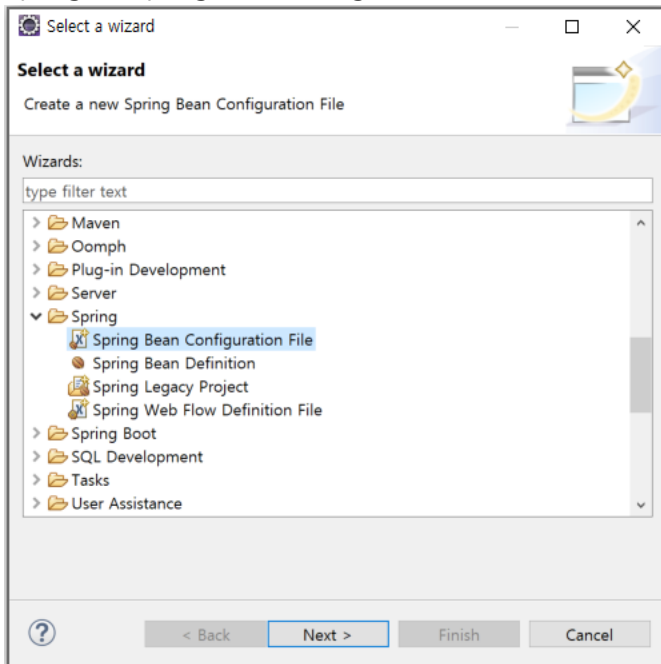 Select a wizard
Select a wizard
Create a new Spring Bean Configuration File
Wizards:
type filter text
Maven
Oomph
Plug-in Development
Server
Spring
Spring Bean Configuration File
Spring Bean Definition
Spring Legacy Project
Spring Web Flow Definition File
Spring Boot
SQL Development
Tasks
User Assistance
? < Back Next > Finish Cancel